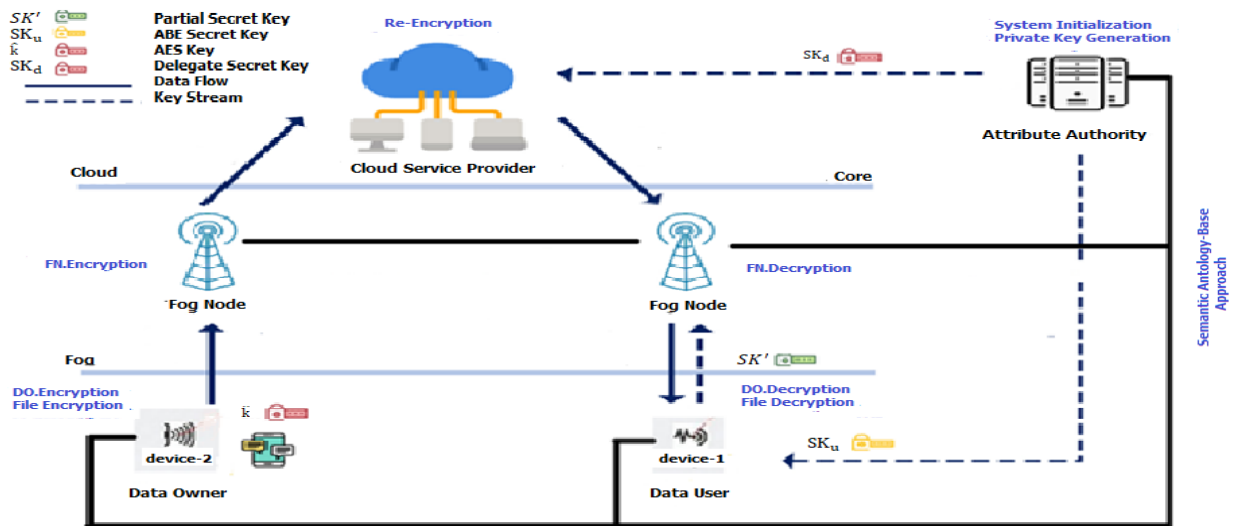 SK' Partial Secret Key
SKu ABE Secret Key
k̂ AES Key
SKd Delegate Secret Key
Data Flow
Key Stream
Re-Encryption
System Initialization
Private Key Generation
SKd
Attribute Authority
Cloud Service Provider
Cloud
Core
FN.Encryption
Fog Node
FN.Decryption
Fog Node
Semantic Antology-Base
Approach
Fog
SK'
DO.Encryption
File Encryption
DO.Decryption
File Decryption
k̂
device-2
device-1
SKu
Data Owner
Data User